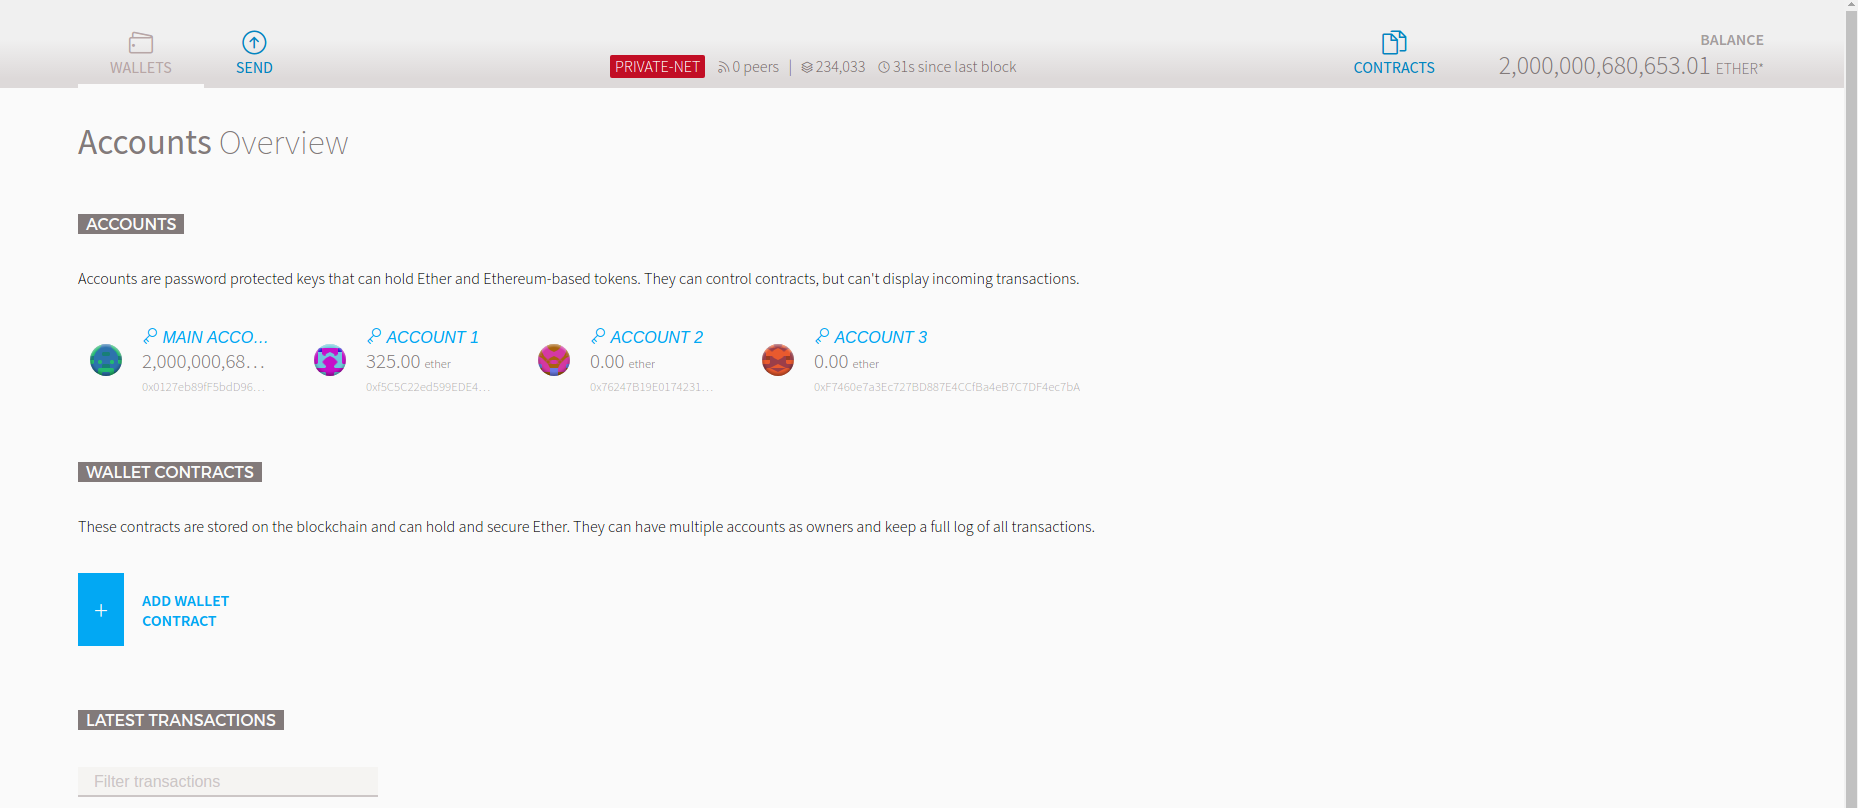 WALLETS
SEND
PRIVATE-NET 0 peers | 234,033 31s since last block
CONTRACTS
BALANCE
2,000,000,680,653.01 ETHER*
Accounts Overview
ACCOUNTS
Accounts are password protected keys that can hold Ether and Ethereum-based tokens. They can control contracts, but can't display incoming transactions.
MAIN ACCO...
2,000,000,68...
0x0127eb89fF5bdD96...
ACCOUNT 1
325.00 ether
0xf5C5C22ed599EDE4...
ACCOUNT 2
0.00 ether
0x76247B19E0174231...
ACCOUNT 3
0.00 ether
0xF7460e7a3Ec727BD887E4CCfBa4eB7C7DF4ec7bA
WALLET CONTRACTS
These contracts are stored on the blockchain and can hold and secure Ether. They can have multiple accounts as owners and keep a full log of all transactions.
+
ADD WALLET
CONTRACT
LATEST TRANSACTIONS
Filter transactions